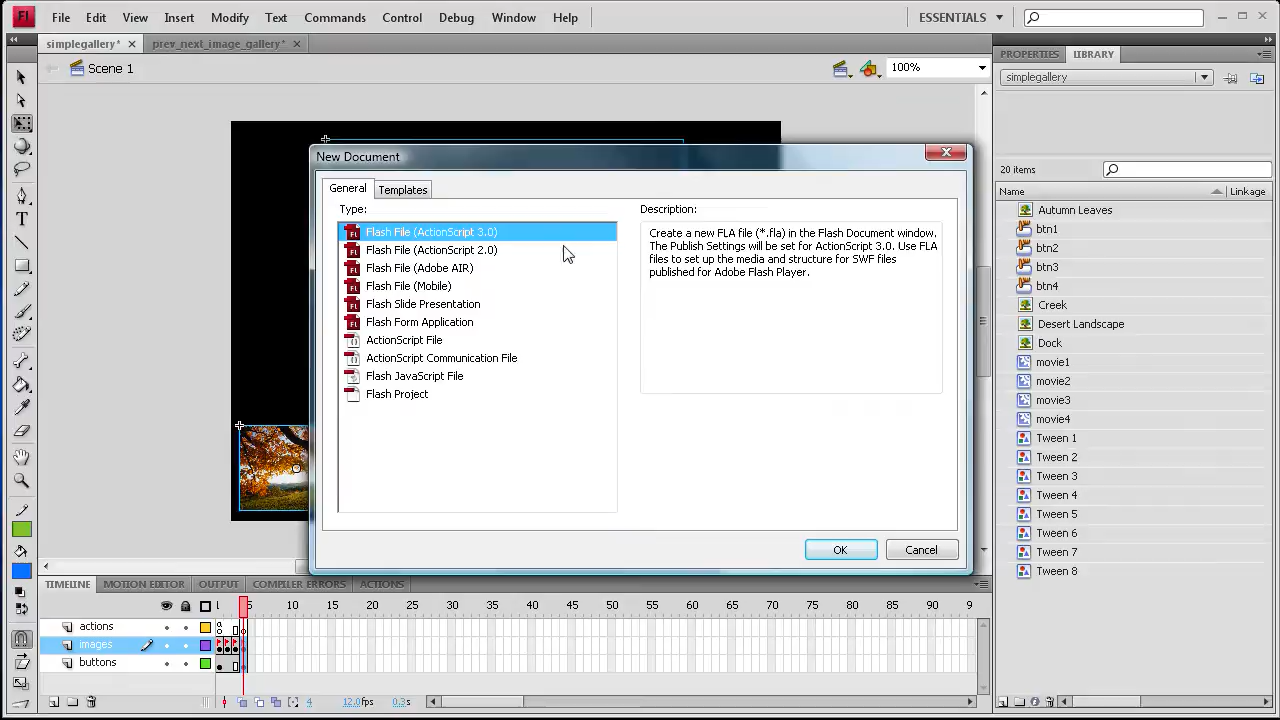 Fl File Edit View Insert Modify Text Commands Control Debug Window Help ESSENTIALS
simplegallery* prev_next_image_gallery*
Scene 1 100%
PROPERTIES LIBRARY
simplegallery
20 items
Name Linkage
Autumn Leaves
btn1
btn2
btn3
btn4
Creek
Desert Landscape
Dock
movie1
movie2
movie3
movie4
Tween 1
Tween 2
Tween 3
Tween 4
Tween 5
Tween 6
Tween 7
Tween 8
New Document
General Templates
Type:
Flash File (ActionScript 3.0)
Flash File (ActionScript 2.0)
Flash File (Adobe AIR)
Flash File (Mobile)
Flash Slide Presentation
Flash Form Application
ActionScript File
ActionScript Communication File
Flash JavaScript File
Flash Project
Description:
Create a new FLA file (*.fla) in the Flash Document window.
The Publish Settings will be set for ActionScript 3.0. Use FLA
files to set up the media and structure for SWF files
published for Adobe Flash Player.
OK Cancel
TIMELINE MOTION EDITOR OUTPUT COMPILER ERRORS ACTIONS
5 10 15 20 25 30 35 40 45 50 55 60 65 70 75 80 85 90 9
actions
images
buttons
4 12.0fps 0.3s